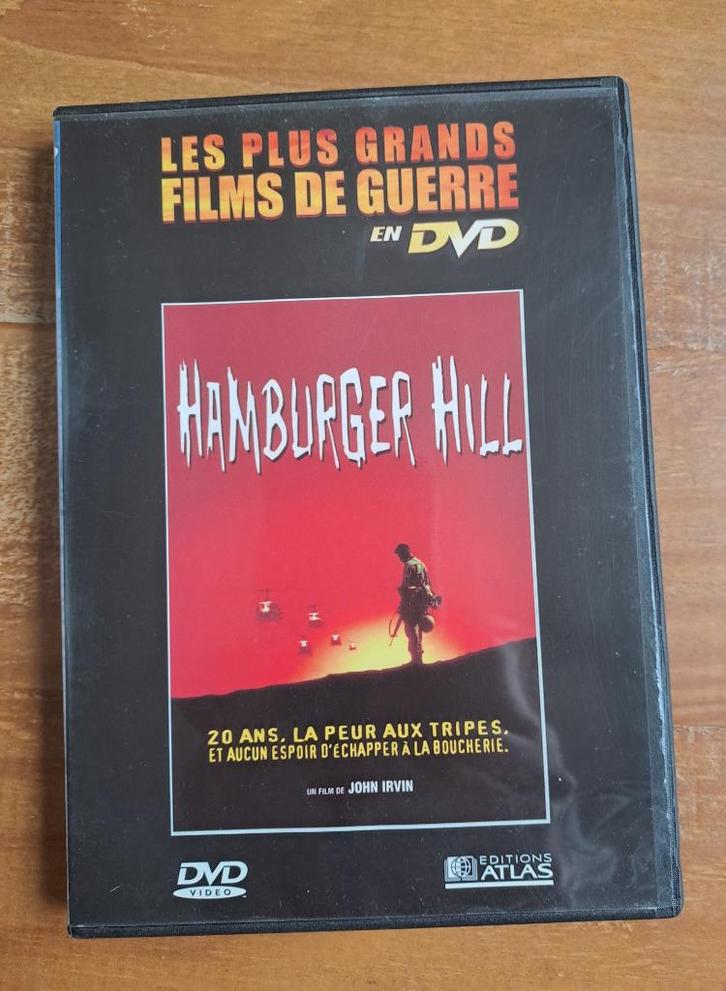 LES PLUS GRANDS
FILMS DE GUERRE
EN DVD
HAMBURGER HILL
20 ANS. LA PEUR AUX TRIPES.
ET AUCUN ESPOIR D'ÉCHAPPER À LA BOUCHERIE.
UN FILM DE JOHN IRVIN
DVD
VIDEO
EDITIONS
ATLAS